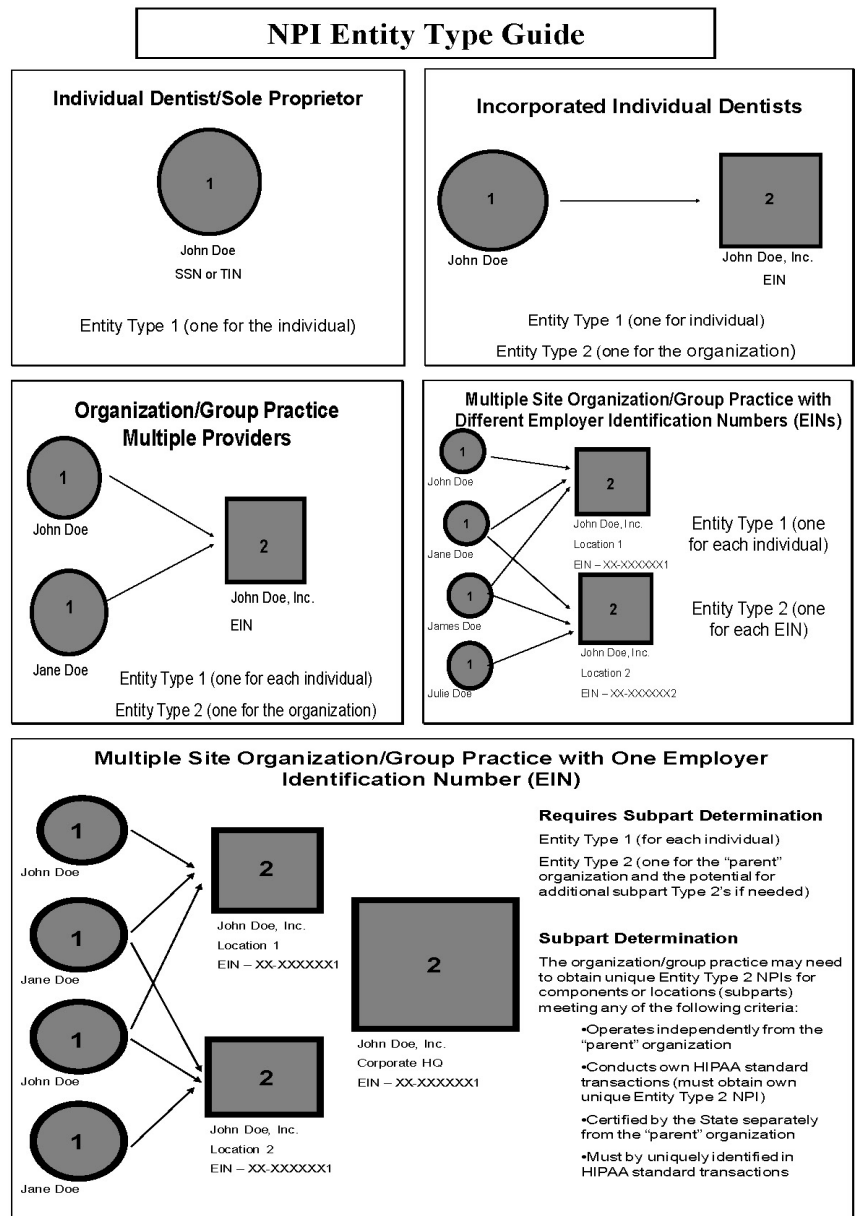 NPI Entity Type Guide
Individual Dentist/Sole Proprietor
1
John Doe
SSN or TIN
Entity Type 1 (one for the individual)
Incorporated Individual Dentists
1
2
John Doe
John Doe, Inc.
EIN
Entity Type 1 (one for individual)
Entity Type 2 (one for the organization)
Organization/Group Practice
Multiple Providers
1
John Doe
2
John Doe, Inc.
EIN
1
Jane Doe
Entity Type 1 (one for each individual)
Entity Type 2 (one for the organization)
Multiple Site Organization/Group Practice with
Different Employer Identification Numbers (EINs)
1
John Doe
1
Jane Doe
1
James Doe
1
Julie Doe
2
John Doe, Inc.
Location 1
EIN – XX-XXXXXX1
2
John Doe, Inc.
Location 2
EIN – XX-XXXXXX2
Entity Type 1 (one
for each individual)
Entity Type 2 (one
for each EIN)
Multiple Site Organization/Group Practice with One Employer
Identification Number (EIN)
1
John Doe
1
Jane Doe
1
John Doe
1
Jane Doe
2
John Doe, Inc.
Location 1
EIN – XX-XXXXXX1
2
John Doe, Inc.
Location 2
EIN – XX-XXXXXX1
2
John Doe, Inc.
Corporate HQ
EIN – XX-XXXXXX1
Requires Subpart Determination
Entity Type 1 (for each individual)
Entity Type 2 (one for the “parent”
organization and the potential for
additional subpart Type 2's if needed)
Subpart Determination
The organization/group practice may need
to obtain unique Entity Type 2 NPIs for
components or locations (subparts)
meeting any of the following criteria:
•Operates independently from the
“parent” organization
•Conducts own HIPAA standard
transactions (must obtain own
unique Entity Type 2 NPI)
•Certified by the State separately
from the “parent” organization
•Must by uniquely identified in
HIPAA standard transactions